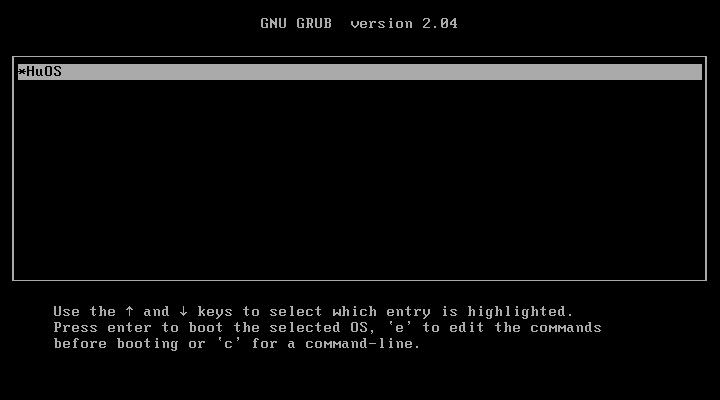 GNU GRUB  version 2.04
*HuOS
Use the ↑ and ↓ keys to select which entry is highlighted.
Press enter to boot the selected OS, `e' to edit the commands
before booting or `c' for a command-line.